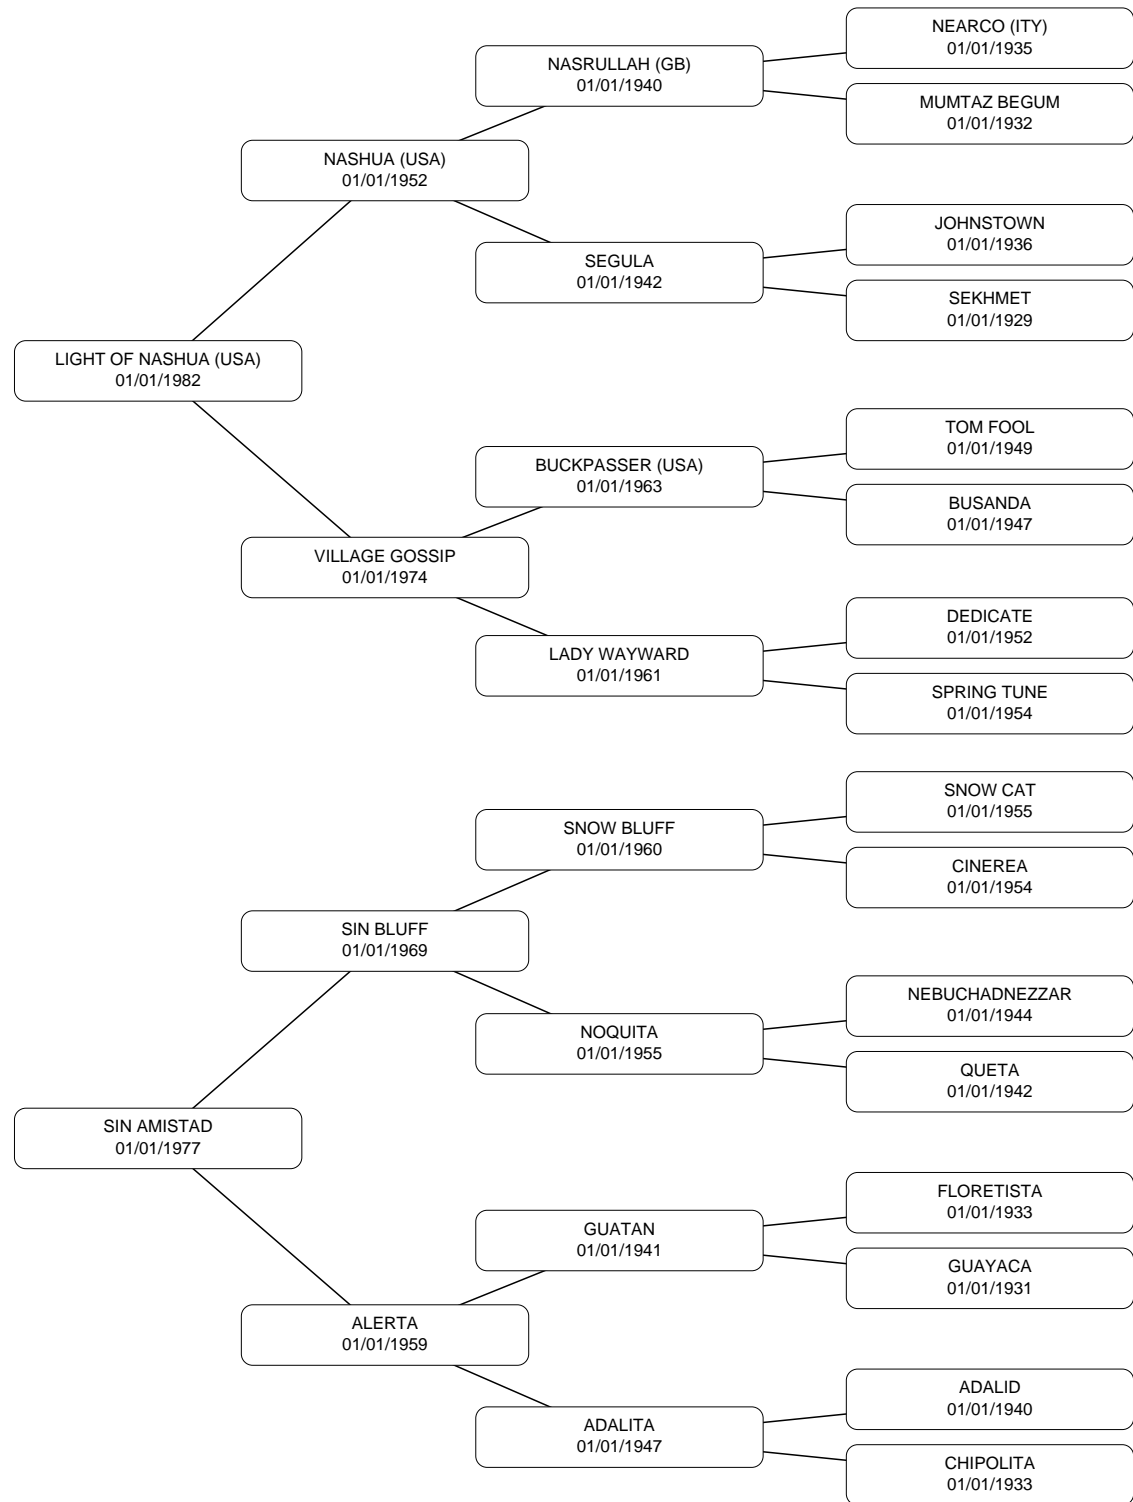 NEARCO (ITY)
01/01/1935
NASRULLAH (GB)
01/01/1940
MUMTAZ BEGUM
01/01/1932
NASHUA (USA)
01/01/1952
JOHNSTOWN
01/01/1936
SEGULA
01/01/1942
SEKHMET
01/01/1929
LIGHT OF NASHUA (USA)
01/01/1982
TOM FOOL
01/01/1949
BUCKPASSER (USA)
01/01/1963
BUSANDA
01/01/1947
VILLAGE GOSSIP
01/01/1974
DEDICATE
01/01/1952
LADY WAYWARD
01/01/1961
SPRING TUNE
01/01/1954
SNOW CAT
01/01/1955
SNOW BLUFF
01/01/1960
CINEREA
01/01/1954
SIN BLUFF
01/01/1969
NEBUCHADNEZZAR
01/01/1944
NOQUITA
01/01/1955
QUETA
01/01/1942
SIN AMISTAD
01/01/1977
FLORETISTA
01/01/1933
GUATAN
01/01/1941
GUAYACA
01/01/1931
ALERTA
01/01/1959
ADALID
01/01/1940
ADALITA
01/01/1947
CHIPOLITA
01/01/1933